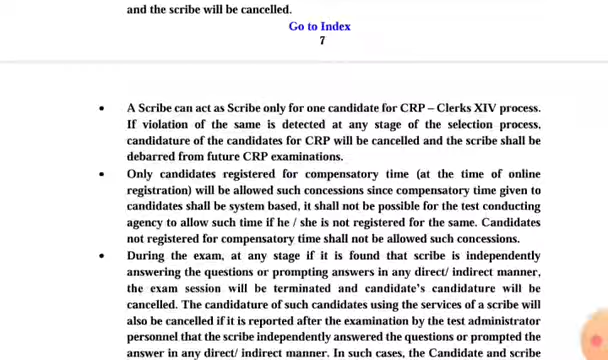 and the scribe will be cancelled.
Go to Index
7
• A Scribe can act as Scribe only for one candidate for CRP – Clerks XIV process.
If violation of the same is detected at any stage of the selection process,
candidature of the candidates for CRP will be cancelled and the scribe shall be
debarred from future CRP examinations.
• Only candidates registered for compensatory time (at the time of online
registration) will be allowed such concessions since compensatory time given to
candidates shall be system based, it shall not be possible for the test conducting
agency to allow such time if he / she is not registered for the same. Candidates
not registered for compensatory time shall not be allowed such concessions.
• During the exam, at any stage if it is found that scribe is independently
answering the questions or prompting answers in any direct/ indirect manner,
the exam session will be terminated and candidate's candidature will be
cancelled. The candidature of such candidates using the services of a scribe will
also be cancelled if it is reported after the examination by the test administrator
personnel that the scribe independently answered the questions or prompted the
answer in any direct/ indirect manner. In such cases, the Candidate and scribe